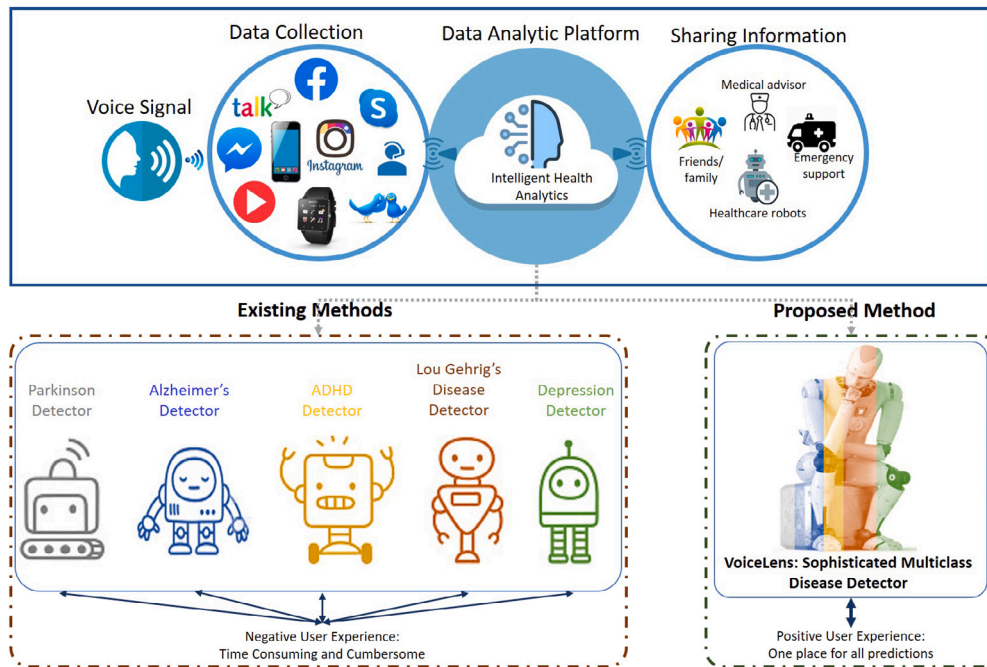 Data Collection
Data Analytic Platform
Sharing Information
Voice Signal
talk
Instagram
Intelligent Health
Analytics
Medical advisor
Friends/
family
Emergency
support
Healthcare robots
Existing Methods
Proposed Method
Parkinson
Detector
Alzheimer's
Detector
ADHD
Detector
Lou Gehrig's
Disease
Detector
Depression
Detector
VoiceLens: Sophisticated Multiclass
Disease Detector
Negative User Experience:
Time Consuming and Cumbersome
Positive User Experience:
One place for all predictions